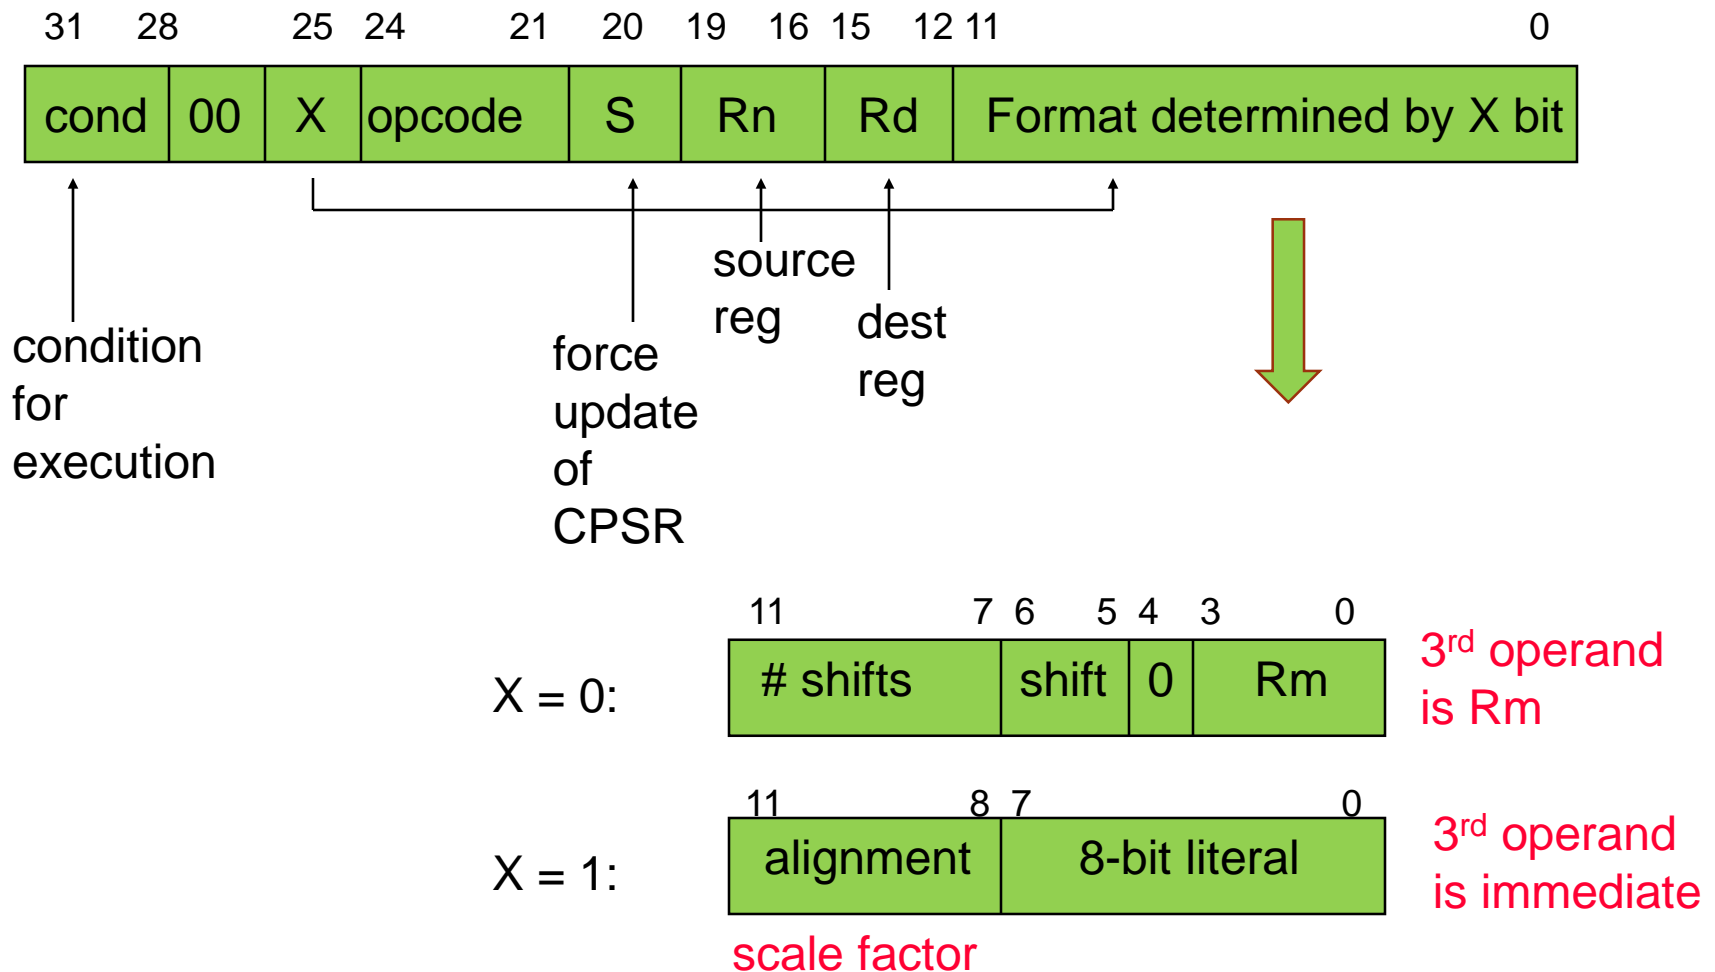 31 28 25 24 21 20 19 16 15 12 11 0
cond 00 X opcode S Rn Rd Format determined by X bit
source
reg
dest
reg
condition
for
execution
force
update
of
CPSR
11 7 6 5 4 3 0
X = 0: # shifts shift 0 Rm
3rd operand
is Rm
11 8 7 0
X = 1: alignment 8-bit literal
3rd operand
is immediate
scale factor